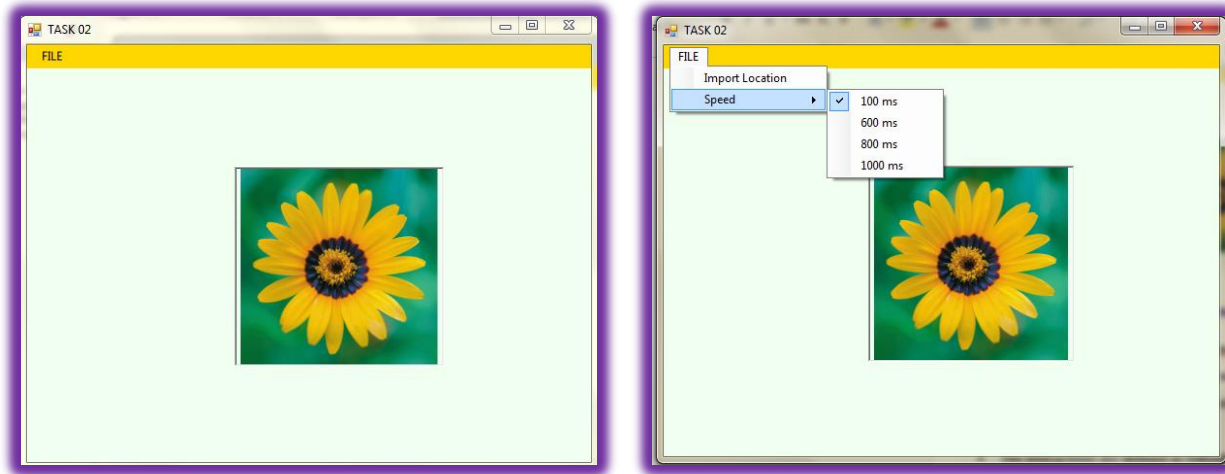 TASK 02
FILE
TASK 02
FILE
Import Location
Speed
100 ms
600 ms
800 ms
1000 ms